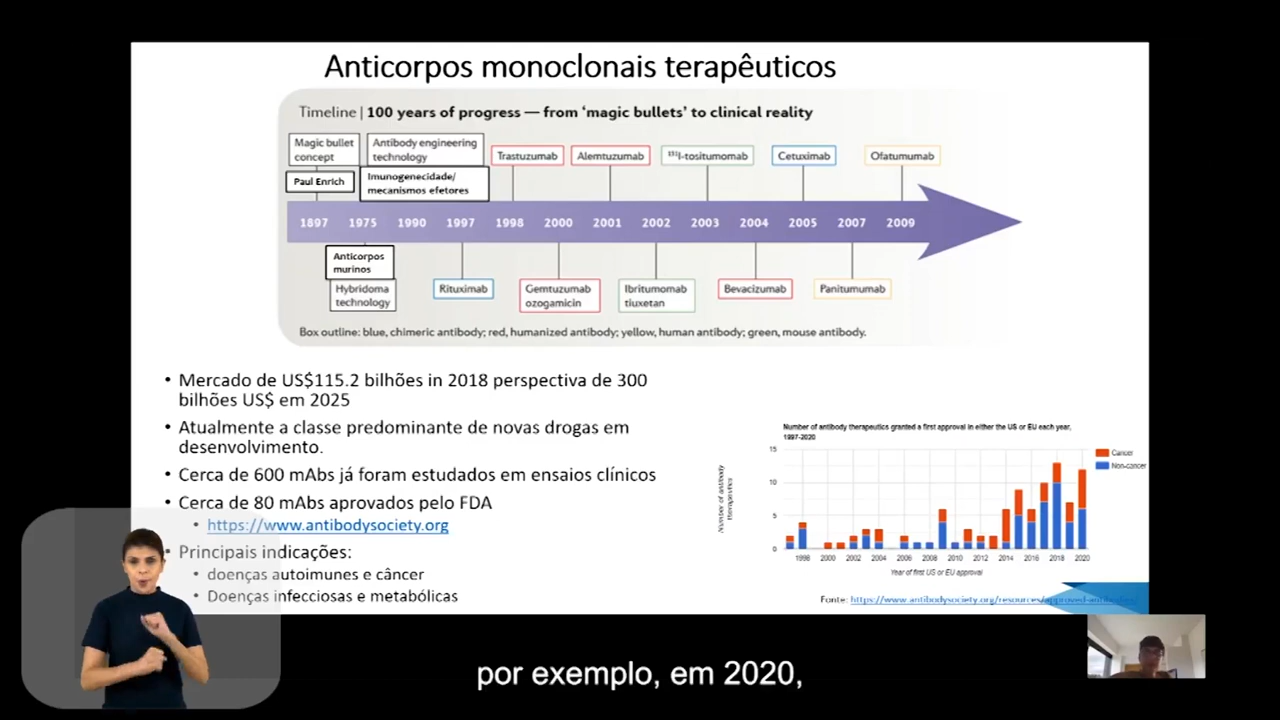 Anticorpos monoclonais terapêuticos
Timeline | 100 years of progress — from ‘magic bullets’ to clinical reality
Magic bullet
concept
Antibody engineering
technology
Trastuzumab
Alemtuzumab
¹³¹I-tositumomab
Cetuximab
Ofatumumab
Paul Enrich
Imunogenecidade/
mecanismos efetores
1897 1975 1990 1997 1998 2000 2001 2002 2003 2004 2005 2007 2009
Anticorpos
murinos
Hybridoma
technology
Rituximab
Gemtuzumab
ozogamicin
Ibritumomab
tiuxetan
Bevacizumab
Panitumumab
Box outline: blue, chimeric antibody; red, humanized antibody; yellow, human antibody; green, mouse antibody.
• Mercado de US$115.2 bilhões in 2018 perspectiva de 300
bilhões US$ em 2025
• Atualmente a classe predominante de novas drogas em
desenvolvimento.
• Cerca de 600 mAbs já foram estudados em ensaios clínicos
• Cerca de 80 mAbs aprovados pelo FDA
• https://www.antibodysociety.org
• Principais indicações:
• doenças autoimunes e câncer
• Doenças infecciosas e metabólicas
Number of antibody therapeutics granted a first approval in either the US or EU each year,
1997-2020
Number of antibody
therapeutics
15
10
5
0
Cancer
Non-cancer
1998 2000 2002 2004 2006 2008 2010 2012 2014 2016 2018 2020
Year of first US or EU approval
Fonte: https://www.antibodysociety.org/resources/approved-antibodies/
por exemplo, em 2020,